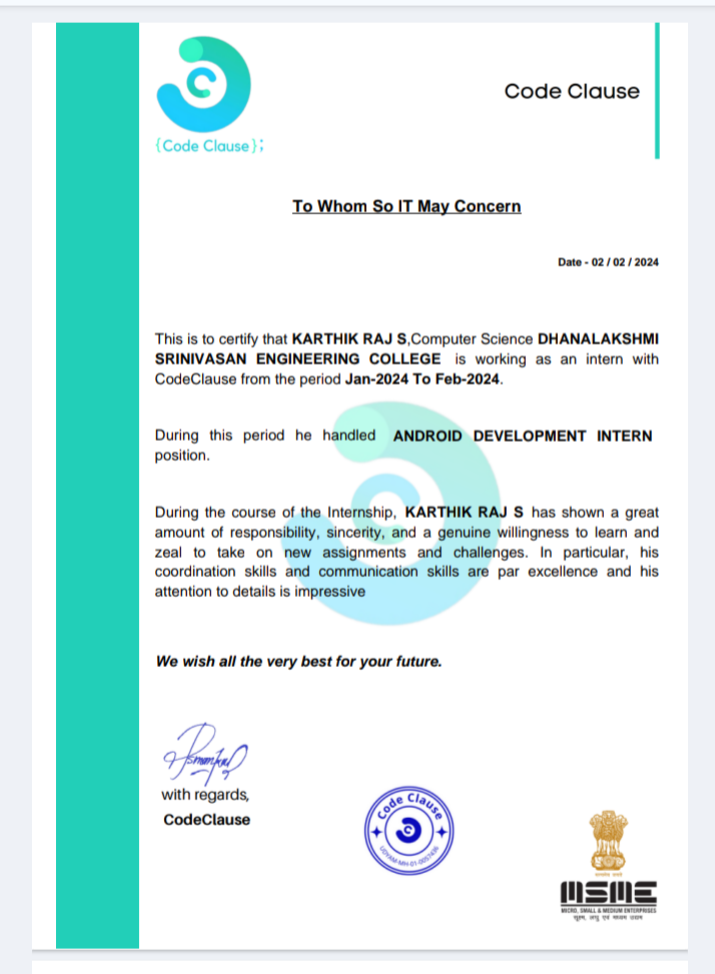 {Code Clause};
Code Clause
To Whom So IT May Concern
Date - 02 / 02 / 2024
This is to certify that KARTHIK RAJ S,Computer Science DHANALAKSHMI
SRINIVASAN ENGINEERING COLLEGE is working as an intern with
CodeClause from the period Jan-2024 To Feb-2024.
During this period he handled ANDROID DEVELOPMENT INTERN
position.
During the course of the Internship, KARTHIK RAJ S has shown a great
amount of responsibility, sincerity, and a genuine willingness to learn and
zeal to take on new assignments and challenges. In particular, his
coordination skills and communication skills are par excellence and his
attention to details is impressive
We wish all the very best for your future.
with regards,
CodeClause
Code Clause
MSME
MICRO, SMALL & MEDIUM ENTERPRISES
सूक्ष्म, लघु एवं मध्यम उद्यम